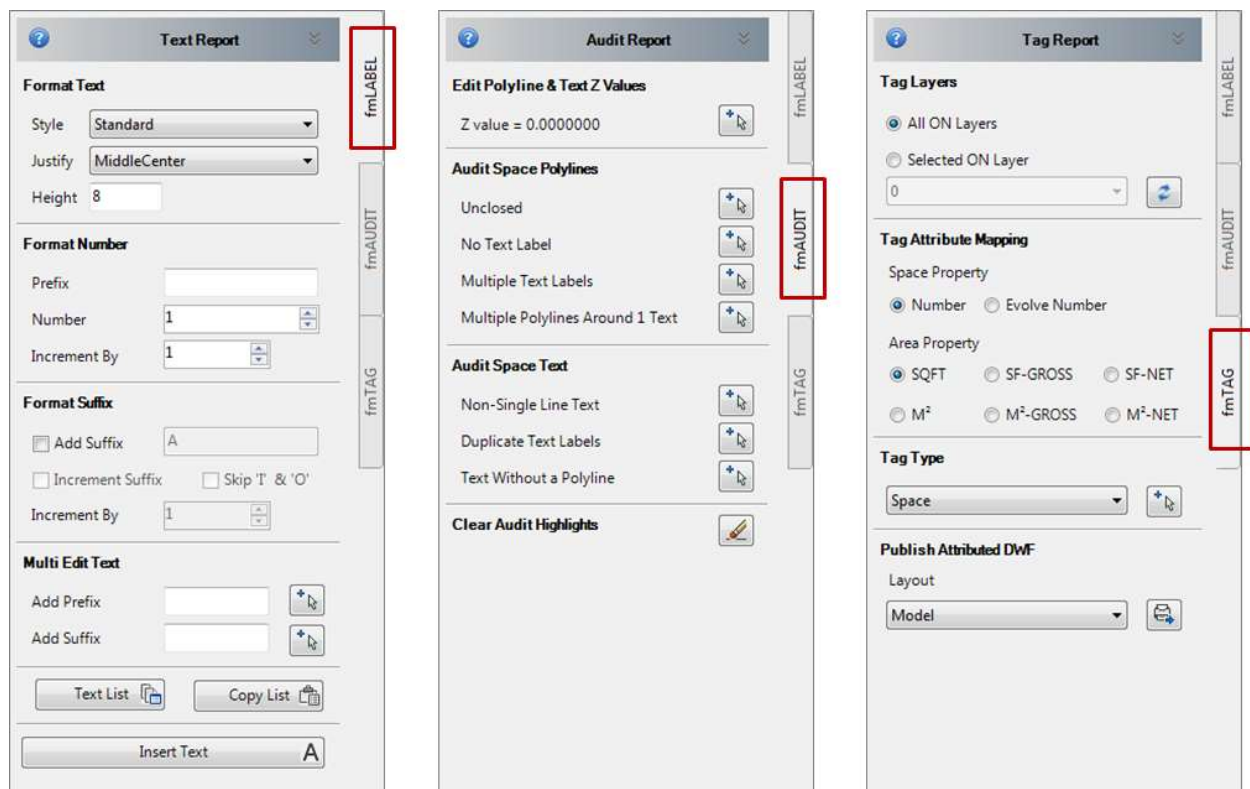 Text Report
Format Text
Style Standard
Justify MiddleCenter
Height 8
Format Number
Prefix
Number 1
Increment By 1
Format Suffix
Add Suffix A
Increment Suffix Skip 'I' & 'O'
Increment By 1
Multi Edit Text
Add Prefix
Add Suffix
Text List Copy List
Insert Text A
fmLABEL
fmAUDIT
fmTAG
Audit Report
Edit Polyline & Text Z Values
Z value = 0.0000000
Audit Space Polylines
Unclosed
No Text Label
Multiple Text Labels
Multiple Polylines Around 1 Text
Audit Space Text
Non-Single Line Text
Duplicate Text Labels
Text Without a Polyline
Clear Audit Highlights
fmLABEL
fmAUDIT
fmTAG
Tag Report
Tag Layers
All ON Layers
Selected ON Layer
0
Tag Attribute Mapping
Space Property
Number Evolve Number
Area Property
SQFT SF-GROSS SF-NET
M² M²-GROSS M²-NET
Tag Type
Space
Publish Attributed DWF
Layout
Model
fmLABEL
fmAUDIT
fmTAG